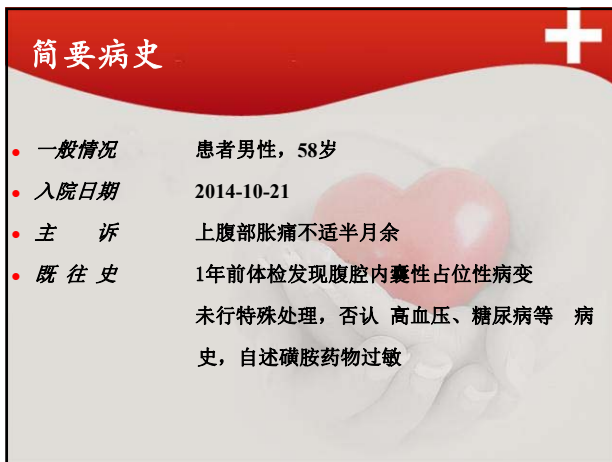 简要病史
一般情况 患者男性，58岁
入院日期 2014-10-21
主 诉 上腹部胀痛不适半月余
既 往 史 1年前体检发现腹腔内囊性占位性病变
未行特殊处理，否认 高血压、糖尿病等 病
史，自述磺胺药物过敏